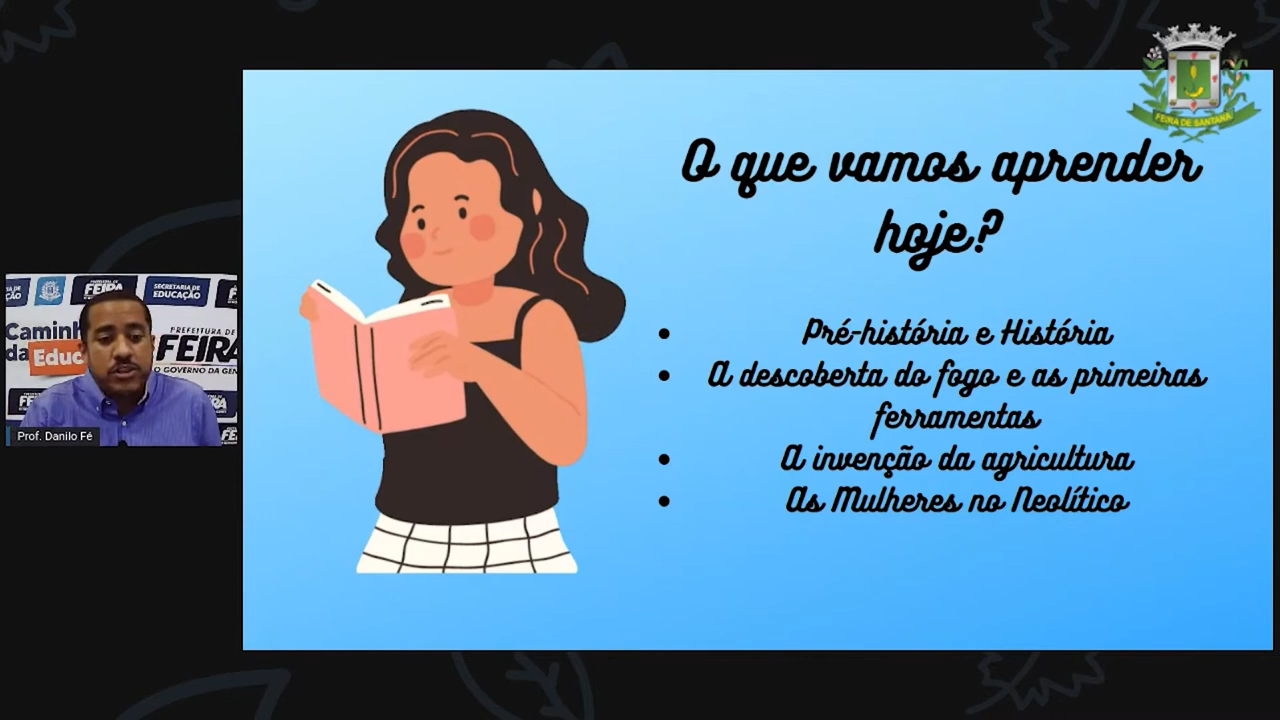 FEIRA DE SANTANA
O que vamos aprender
hoje?
Pré-história e História
A descoberta do fogo e as primeiras
ferramentas
A invenção da agricultura
As Mulheres no Neolítico
SECRETARIA DE
EDUCAÇÃO
FEIRA
Caminh
da Educ
PREFEITURA DE
FEIRA
O GOVERNO DA GEN
FEIRA
Prof. Danilo Fé